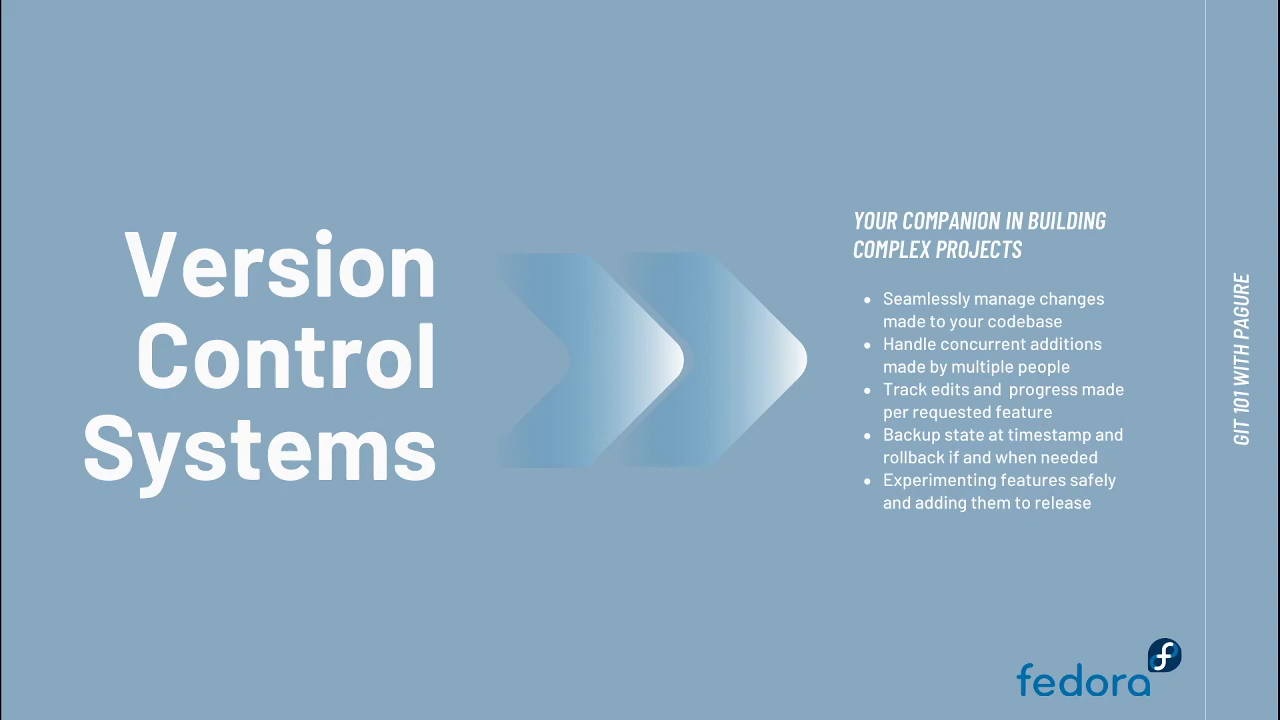 Version
Control
Systems
YOUR COMPANION IN BUILDING
COMPLEX PROJECTS
• Seamlessly manage changes
made to your codebase
• Handle concurrent additions
made by multiple people
• Track edits and  progress made
per requested feature
• Backup state at timestamp and
rollback if and when needed
• Experimenting features safely
and adding them to release
GIT 101 WITH PAGURE
fedora